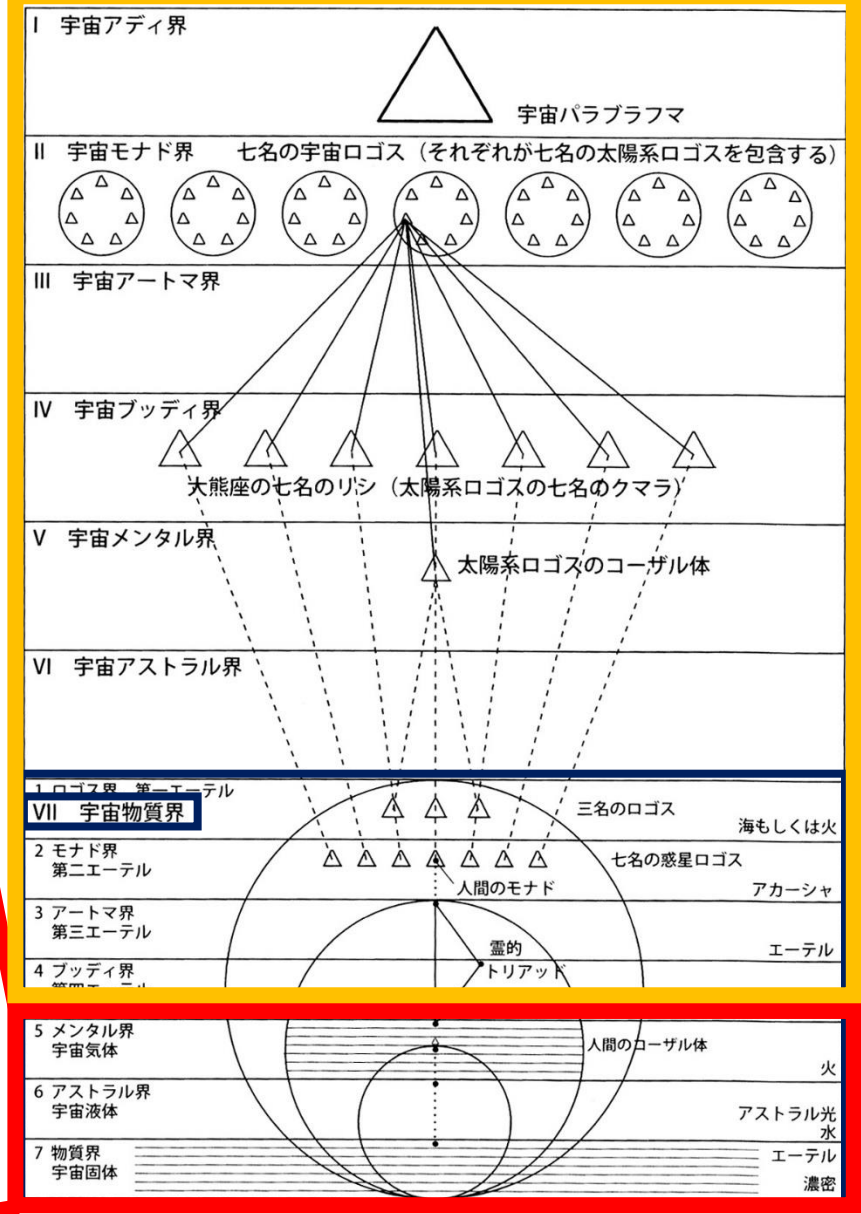 I 宇宙アディ界
宇宙パラブラフマ
II 宇宙モナド界 七名の宇宙ロゴス（それぞれが七名の太陽系ロゴスを包含する）
III 宇宙アートマ界
IV 宇宙ブッディ界
大熊座の七名のリシ（太陽系ロゴスの七名のクマラ）
V 宇宙メンタル界
太陽系ロゴスのコーザル体
VI 宇宙アストラル界
1 ロゴス界 第一エーテル
VII 宇宙物質界
三名のロゴス
海もしくは火
2 モナド界
第二エーテル
七名の惑星ロゴス
人間のモナド
アカーシャ
3 アートマ界
第三エーテル
霊的
トリアッド
エーテル
4 ブッディ界
5 メンタル界
宇宙気体
人間のコーザル体
火
6 アストラル界
宇宙液体
アストラル光
水
7 物質界
宇宙固体
エーテル
濃密